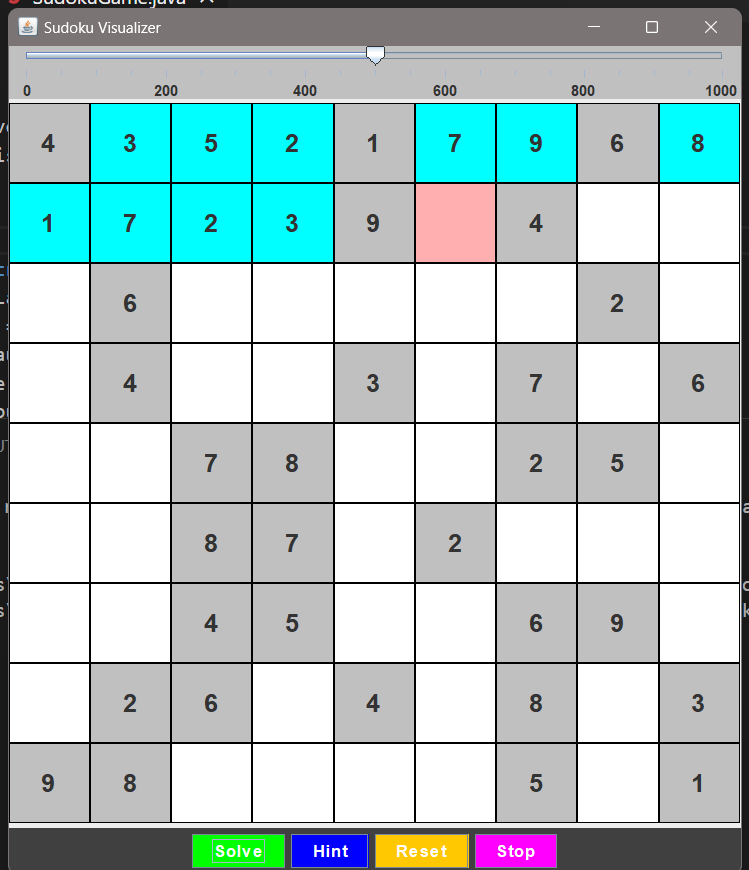 SudokuGame.java
Sudoku Visualizer
0 200 400 600 800 1000
4 3 5 2 1 7 9 6 8
1 7 2 3 9 4
6 2
4 3 7 6
7 8 2 5
8 7 2
4 5 6 9
2 6 4 8 3
9 8 5 1
Solve Hint Reset Stop